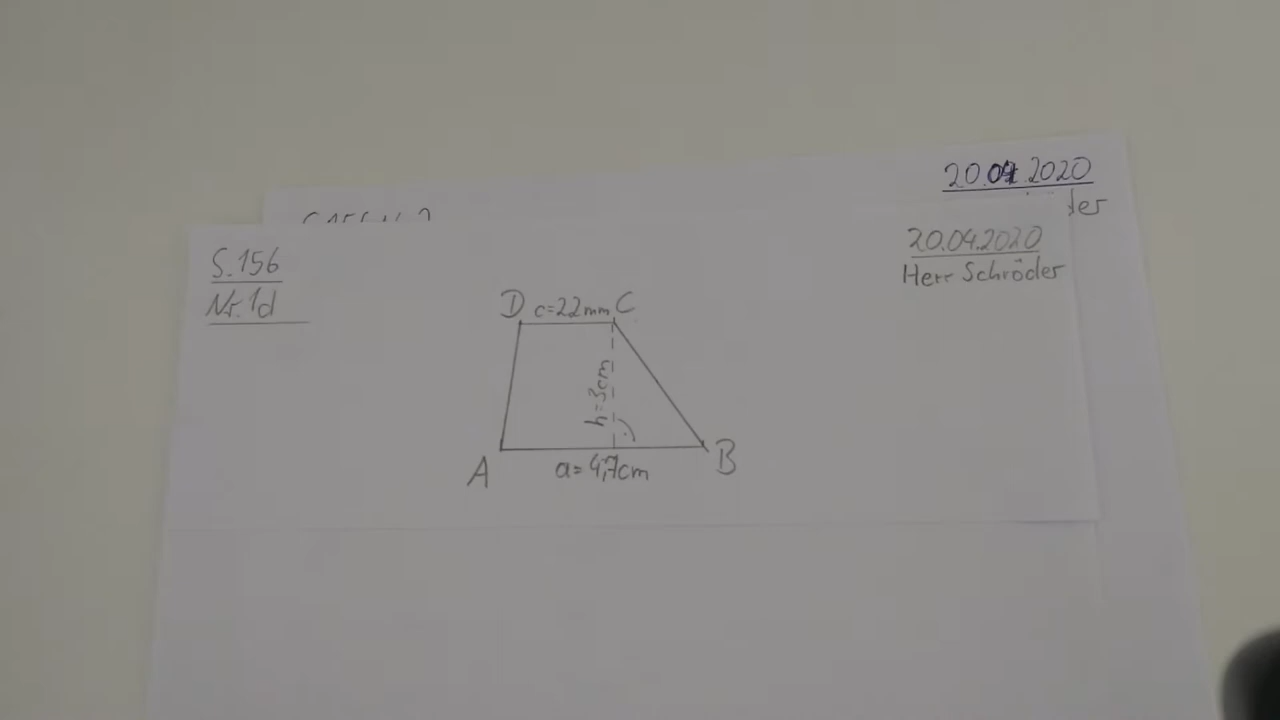 20.04.2020
S.156
Nr. 1d
20.04.2020
Herr Schröder
D c=22mm C
h=3cm
A a=4,7cm B